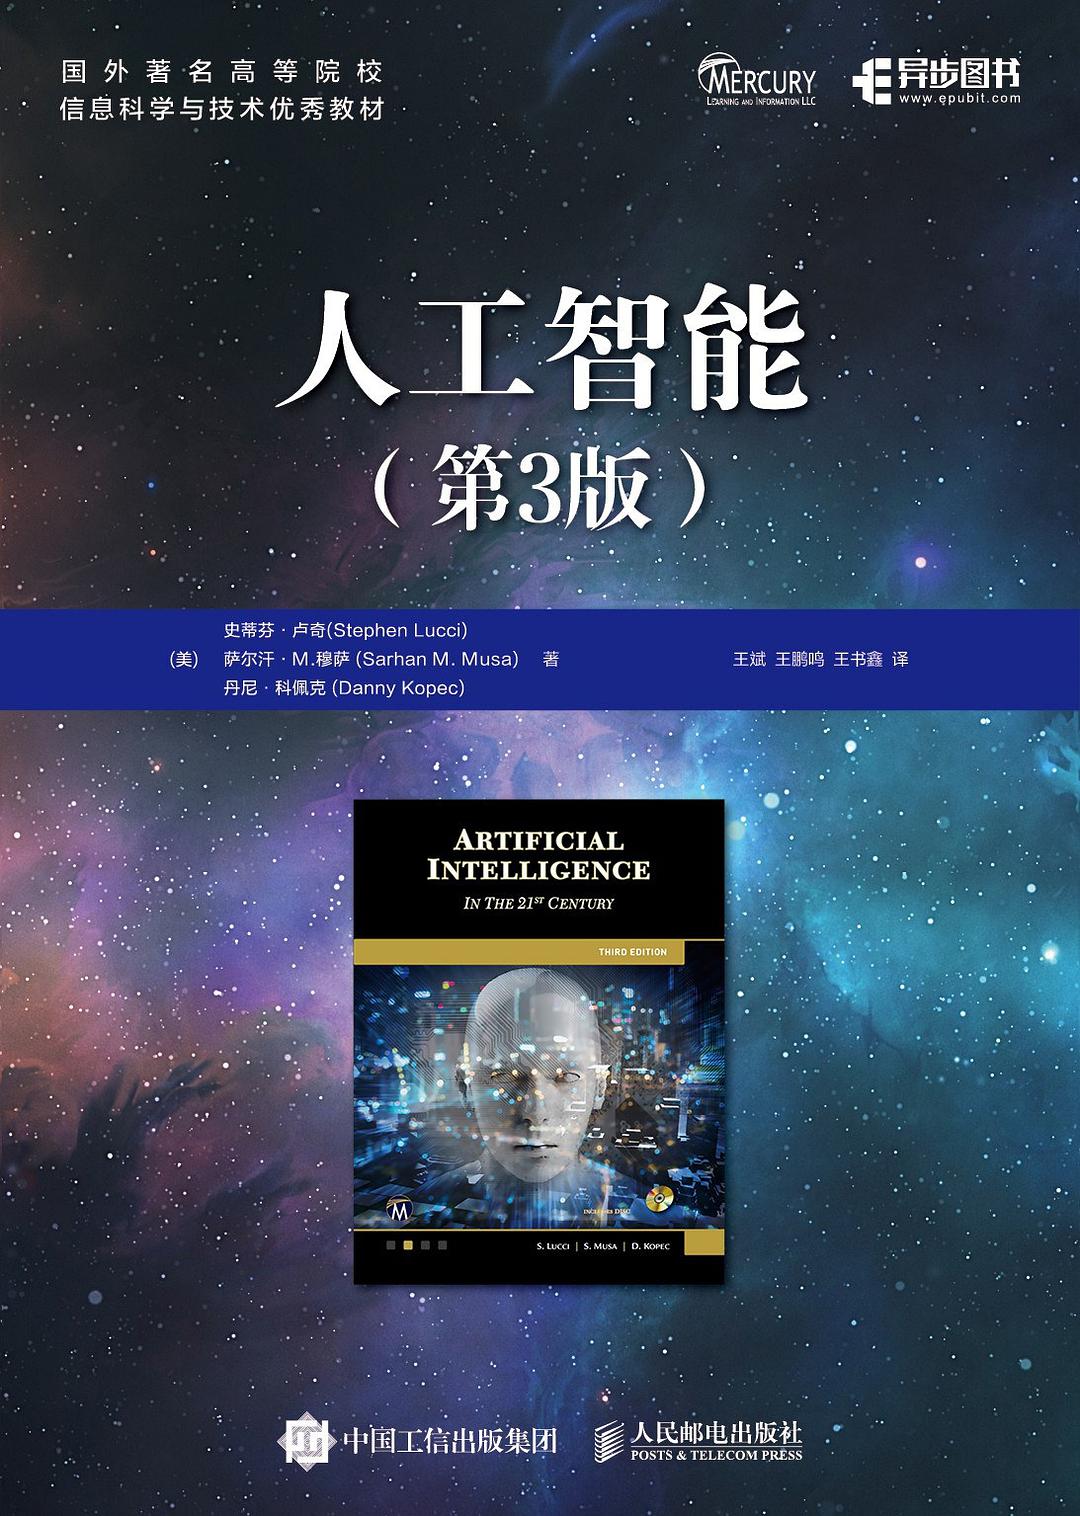 国外著名高等院校
信息科学与技术优秀教材
MERCURY
LEARNING AND INFORMATION LLC
异步图书
www.epubit.com
人工智能
（第3版）
史蒂芬·卢奇(Stephen Lucci)
(美) 萨尔汗·M.穆萨 (Sarhan M. Musa) 著
丹尼·科佩克 (Danny Kopec)
王斌 王鹏鸣 王书鑫 译
ARTIFICIAL
INTELLIGENCE
IN THE 21ST CENTURY
THIRD EDITION
M
INCLUDES DISC
S. LUCCI | S. MUSA | D. KOPEC
中国工信出版集团
人民邮电出版社
POSTS & TELECOM PRESS